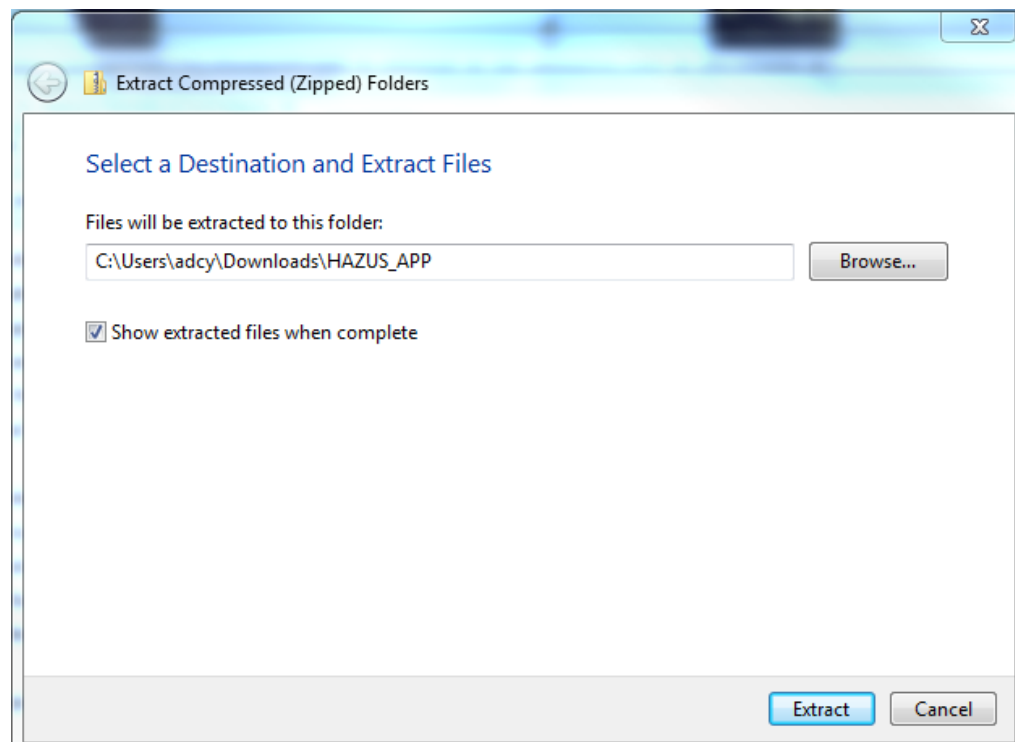 Extract Compressed (Zipped) Folders
Select a Destination and Extract Files
Files will be extracted to this folder:
C:\Users\adcy\Downloads\HAZUS_APP
Browse...
Show extracted files when complete
Extract
Cancel